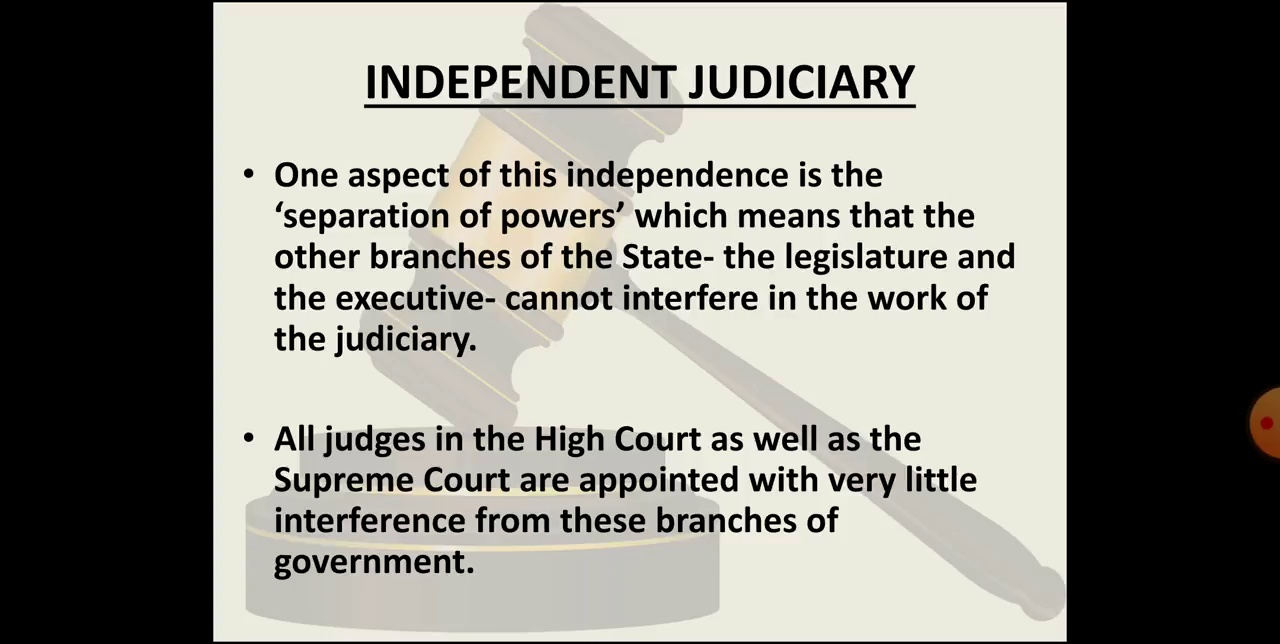 INDEPENDENT JUDICIARY
• One aspect of this independence is the
‘separation of powers’ which means that the
other branches of the State- the legislature and
the executive- cannot interfere in the work of
the judiciary.
• All judges in the High Court as well as the
Supreme Court are appointed with very little
interference from these branches of
government.